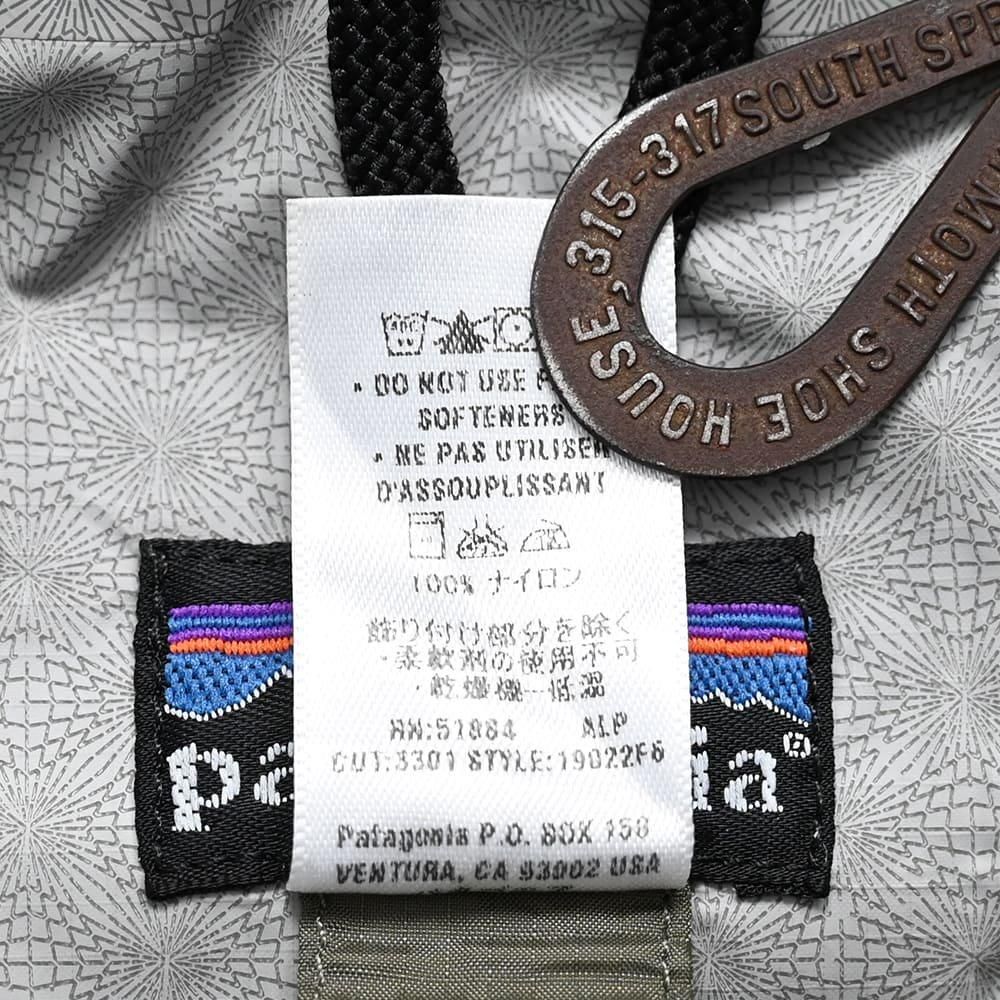 315-317 SOUTH
SHOE HOUSE,
• DO NOT USE
SOFTENERS
• NE PAS UTILISER
D'ASSOUPLISSANT
100% ナイロン
飾り付け部分を除く
・柔軟剤の使用不可
・乾燥機－低温
RN:51884 ALP
CUT:3301 STYLE:19022F6
Patagonia P.O. BOX 150
VENTURA, CA 93002 USA
pa ia®